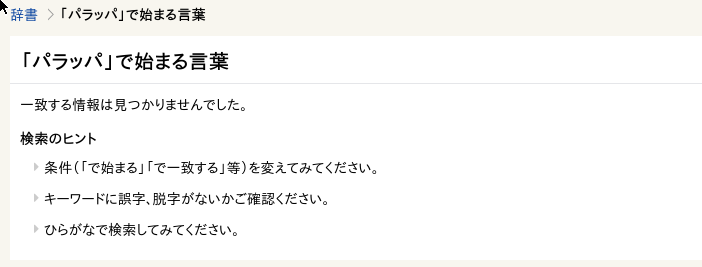 辞書 > 「パラッパ」で始まる言葉
「パラッパ」で始まる言葉
一致する情報は見つかりませんでした。
検索のヒント
条件(「で始まる」「で一致する」等)を変えてみてください。
キーワードに誤字、脱字がないかご確認ください。
ひらがなで検索してみてください。